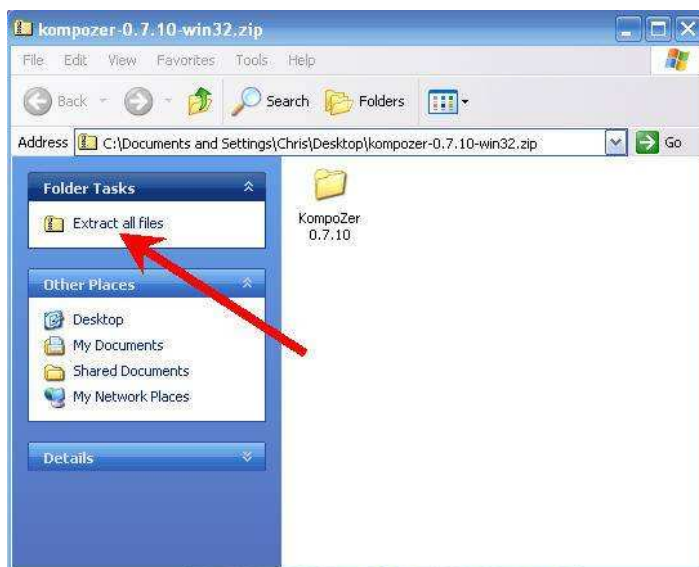 kompozer-0.7.10-win32.zip
File Edit View Favorites Tools Help
Back Search Folders
Address C:\Documents and Settings\Chris\Desktop\kompozer-0.7.10-win32.zip Go
Folder Tasks
Extract all files
KompoZer
0.7.10
Other Places
Desktop
My Documents
Shared Documents
My Network Places
Details